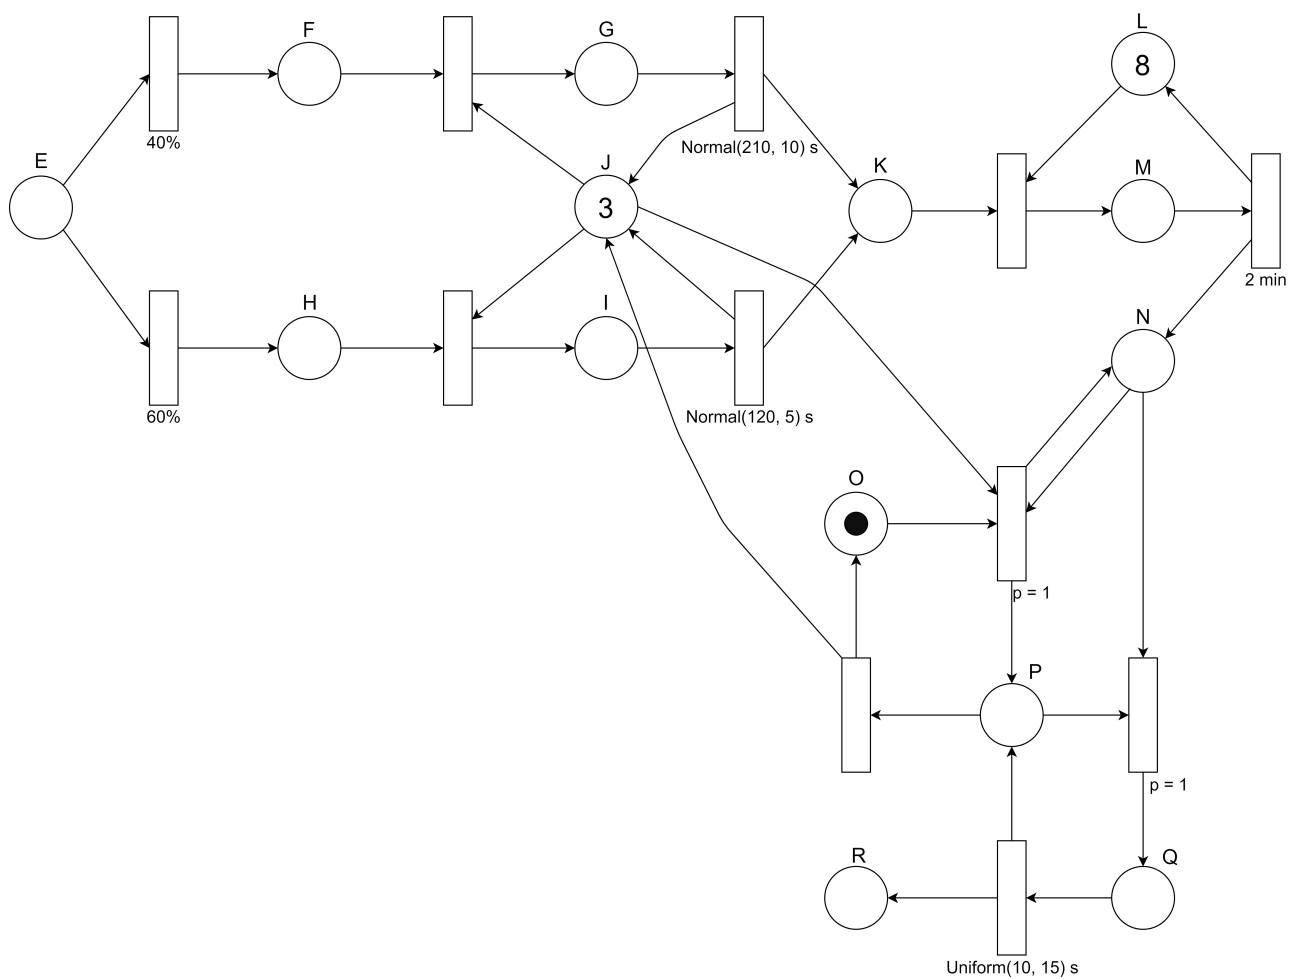 F
G
L
8
40%
Normal(210, 10) s
E
J
3
K
M
2 min
H
I
N
60%
Normal(120, 5) s
O
p = 1
P
p = 1
R
Q
Uniform(10, 15) s